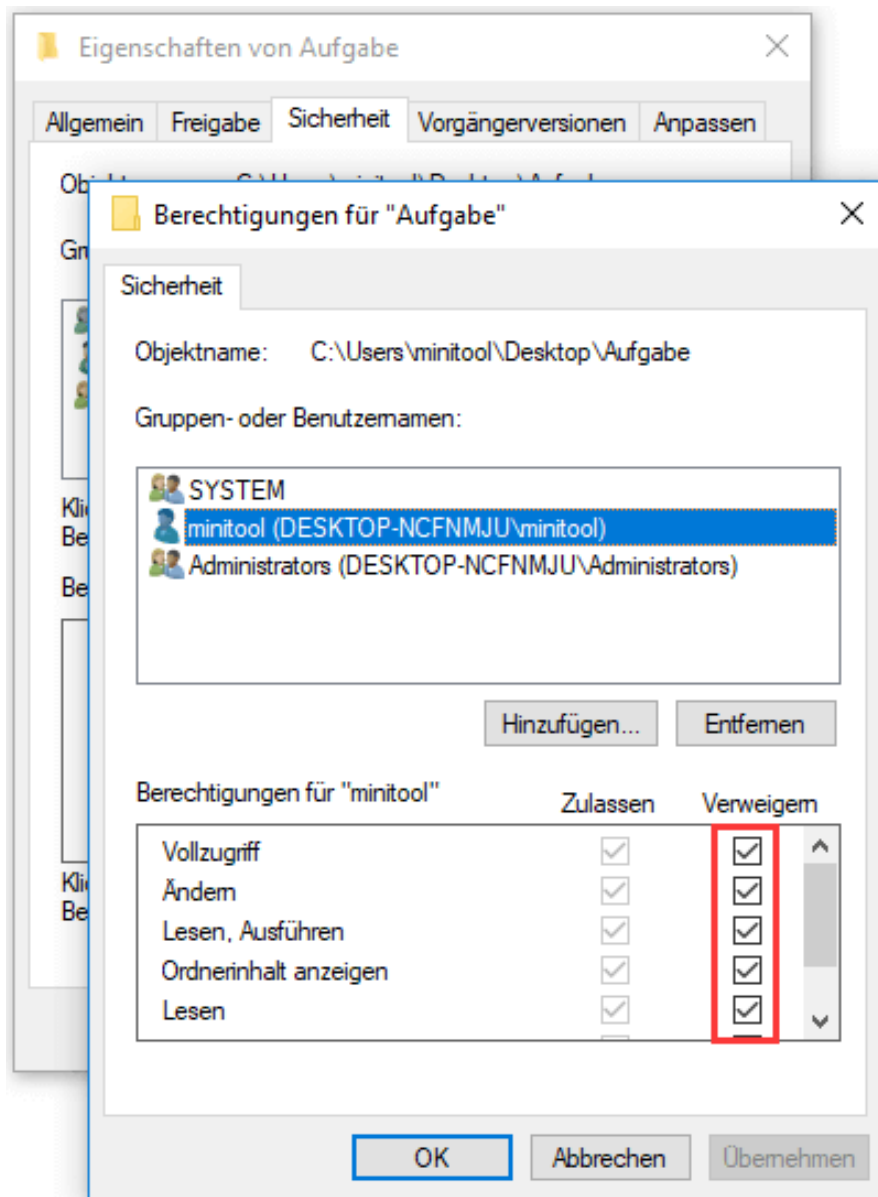 Eigenschaften von Aufgabe
Allgemein Freigabe Sicherheit Vorgängerversionen Anpassen
Berechtigungen für "Aufgabe"
Sicherheit
Objektname: C:\Users\minitool\Desktop\Aufgabe
Gruppen- oder Benutzernamen:
SYSTEM
minitool (DESKTOP-NCFNMJU\minitool)
Administrators (DESKTOP-NCFNMJU\Administrators)
Hinzufügen... Entfernen
Berechtigungen für "minitool" Zulassen Verweigern
Vollzugriff
Ändern
Lesen, Ausführen
Ordnerinhalt anzeigen
Lesen
OK Abbrechen Übernehmen